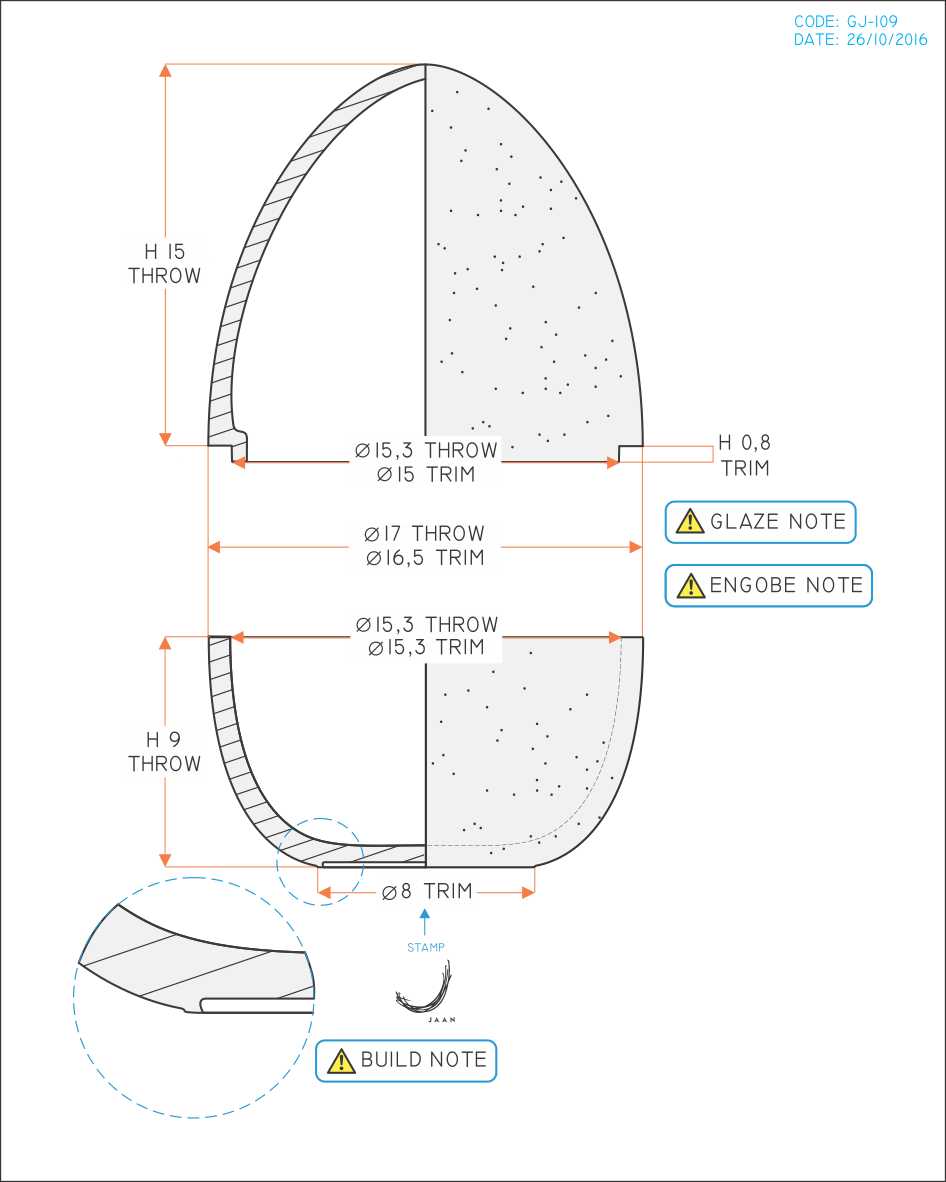 CODE: GJ-109
DATE: 26/10/2016
H 15
THROW
Ø15,3 THROW
Ø15 TRIM
H 0,8
TRIM
GLAZE NOTE
Ø17 THROW
Ø16,5 TRIM
ENGOBE NOTE
Ø15,3 THROW
Ø15,3 TRIM
H 9
THROW
Ø8 TRIM
STAMP
JAAN
BUILD NOTE